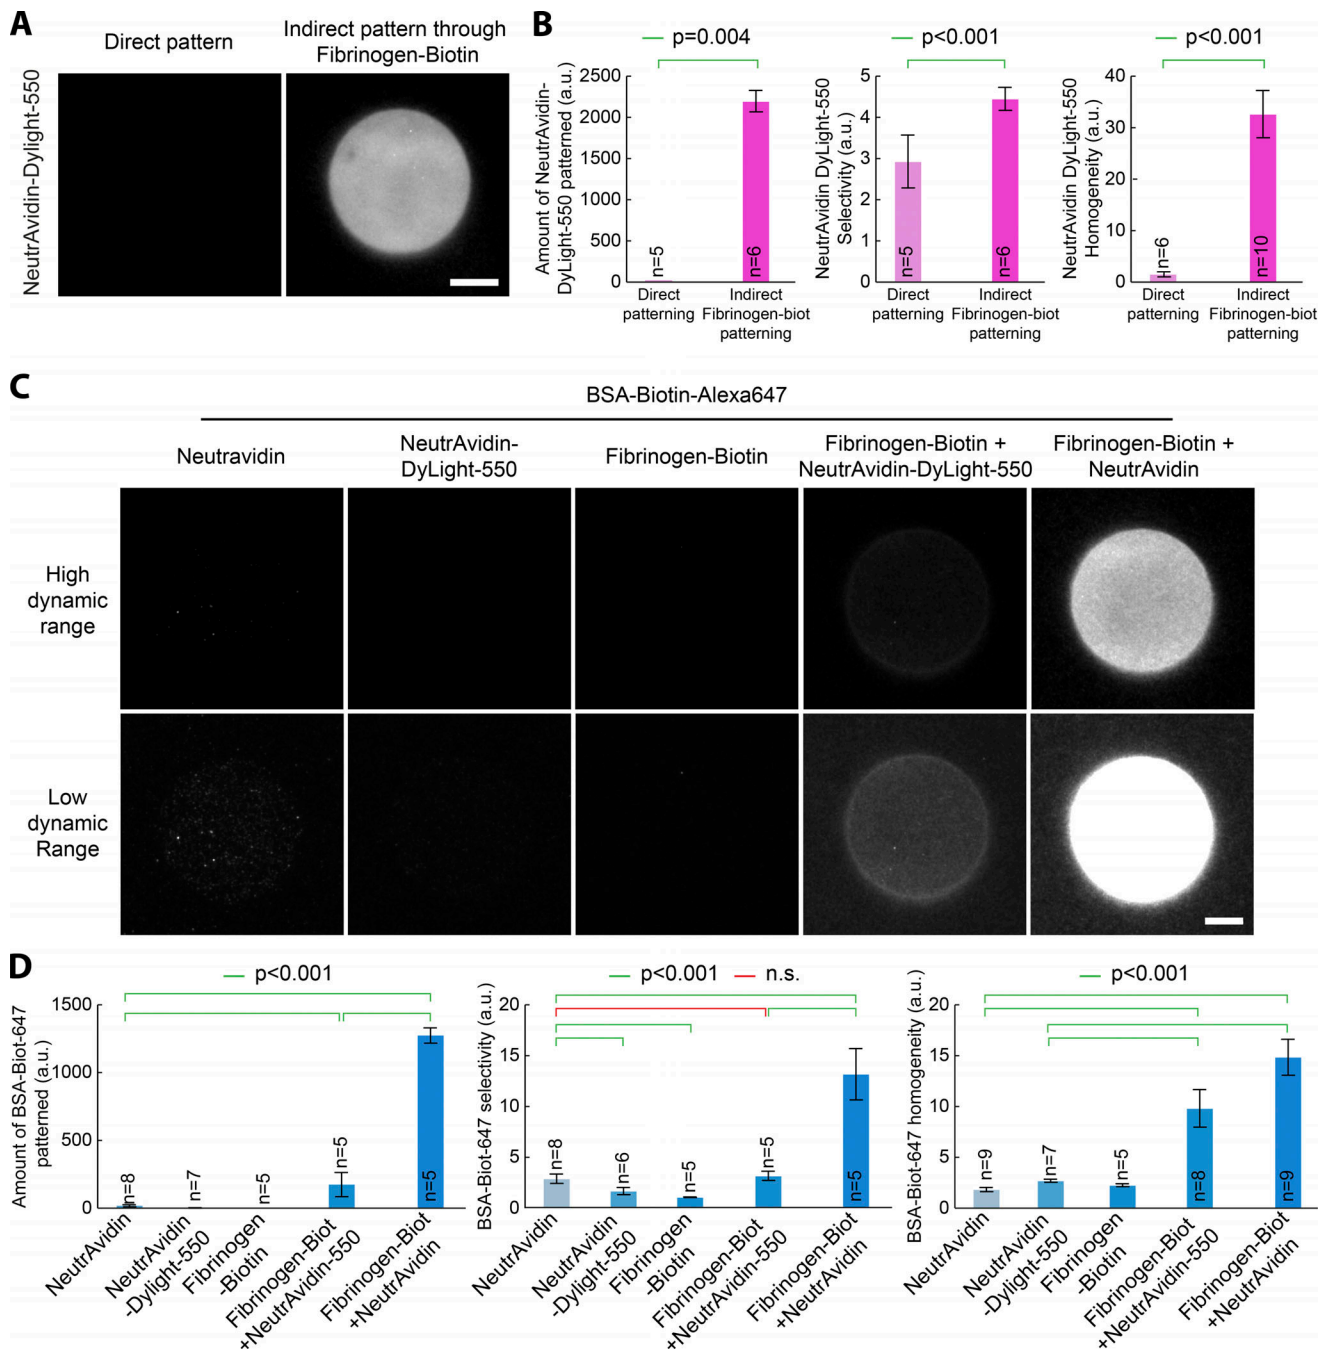 A
Direct pattern
Indirect pattern through
Fibrinogen-Biotin
NeutrAvidin-Dylight-550
B
p=0.004
Amount of NeutrAvidin-
DyLight-550 patterned (a.u.)
2500
2000
1500
1000
500
0
n=5
n=6
Direct
patterning
Indirect
Fibrinogen-biot
patterning
p<0.001
NeutrAvidin DyLight-550
Selectivity (a.u.)
5
4
3
2
1
0
n=5
n=6
Direct
patterning
Indirect
Fibrinogen-biot
patterning
p<0.001
NeutrAvidin DyLight-550
Homogeneity (a.u.)
40
30
20
10
0
n=6
n=10
Direct
patterning
Indirect
Fibrinogen-biot
patterning
C
BSA-Biotin-Alexa647
Neutravidin
NeutrAvidin-
DyLight-550
Fibrinogen-Biotin
Fibrinogen-Biotin +
NeutrAvidin-DyLight-550
Fibrinogen-Biotin +
NeutrAvidin
High
dynamic
range
Low
dynamic
Range
D
p<0.001
Amount of BSA-Biot-647
patterned (a.u.)
1500
1000
500
0
n=8
n=7
n=5
n=5
n=5
NeutrAvidin
NeutrAvidin
-Dylight-550
Fibrinogen
-Biotin
Fibrinogen-Biot
+NeutrAvidin-550
Fibrinogen-Biot
+NeutrAvidin
p<0.001
n.s.
BSA-Biot-647 selectivity (a.u.)
20
15
10
5
0
n=8
n=6
n=5
n=5
n=5
NeutrAvidin
NeutrAvidin
-Dylight-550
Fibrinogen
-Biotin
Fibrinogen-Biot
+NeutrAvidin-550
Fibrinogen-Biot
+NeutrAvidin
p<0.001
BSA-Biot-647 homogeneity (a.u.)
20
15
10
5
0
n=9
n=7
n=5
n=8
n=9
NeutrAvidin
NeutrAvidin
-Dylight-550
Fibrinogen
-Biotin
Fibrinogen-Biot
+NeutrAvidin-550
Fibrinogen-Biot
+NeutrAvidin